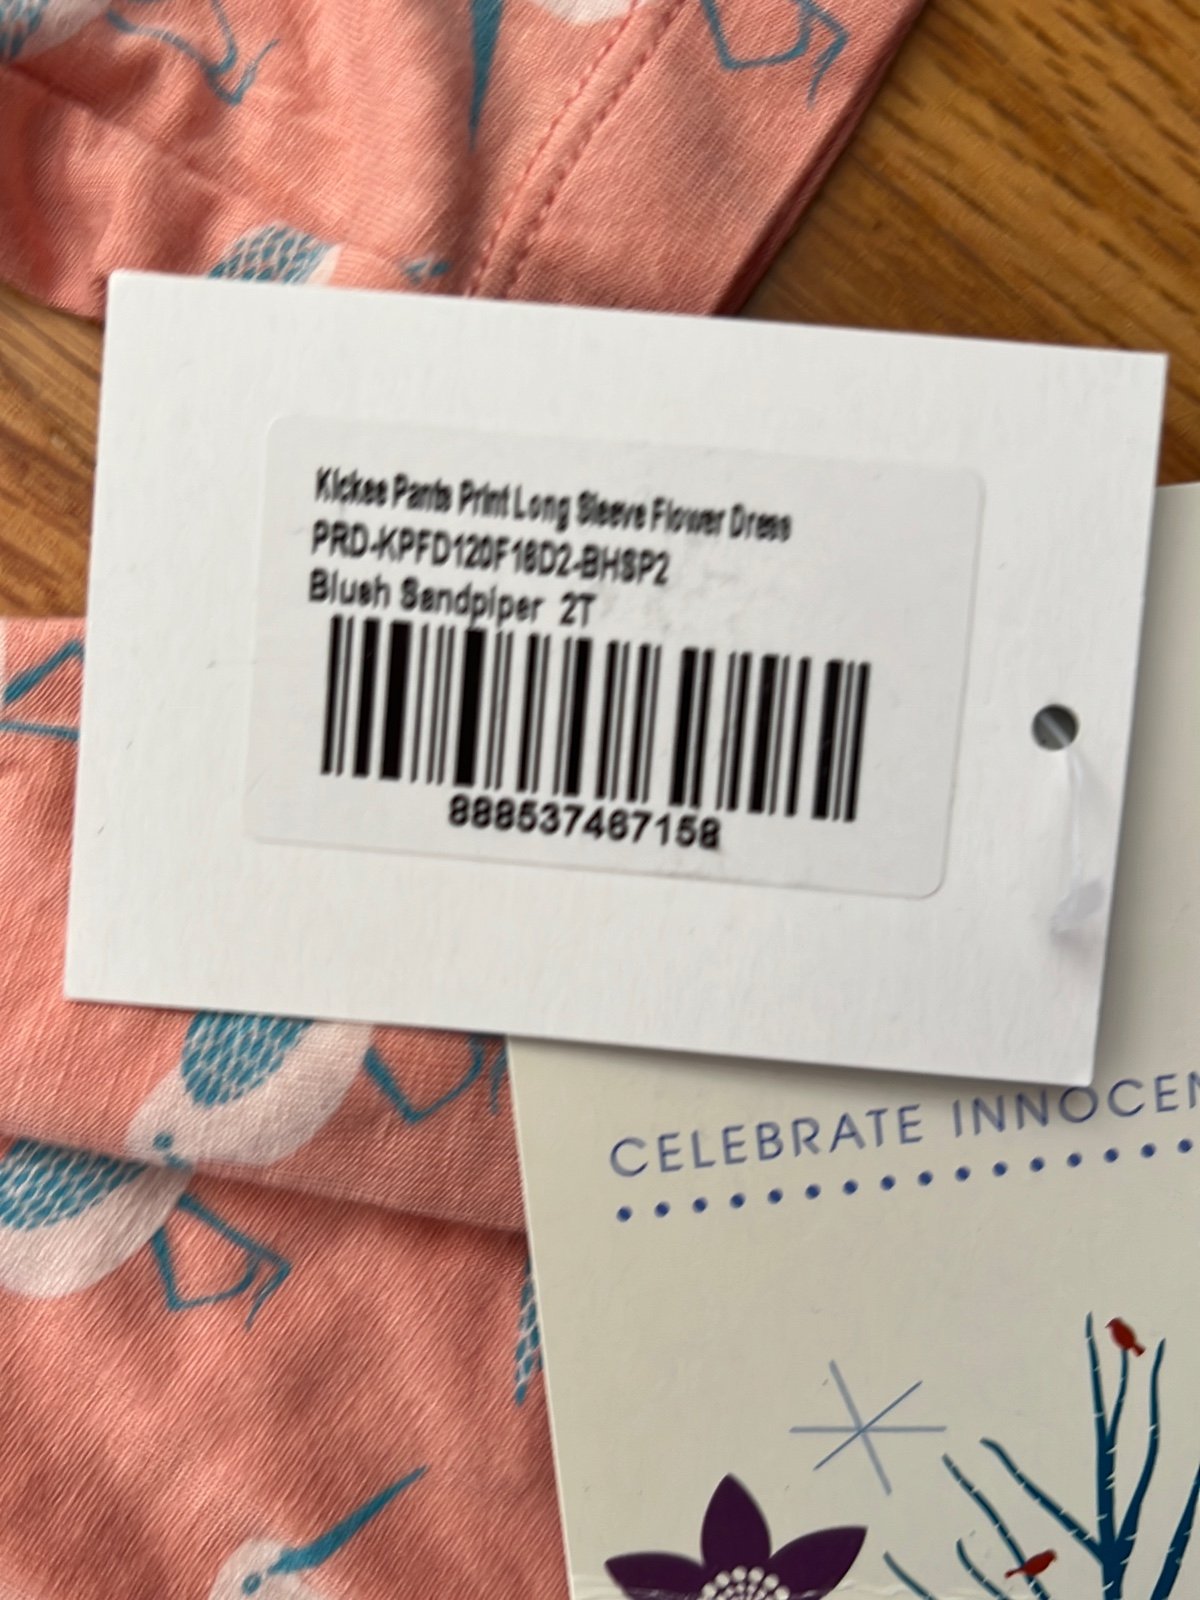 Kickee Pants Print Long Sleeve Flower Dress
PRD-KPFD120F18D2-BHSP2
Blush Sandpiper 2T
888537467158
CELEBRATE INNOCEN